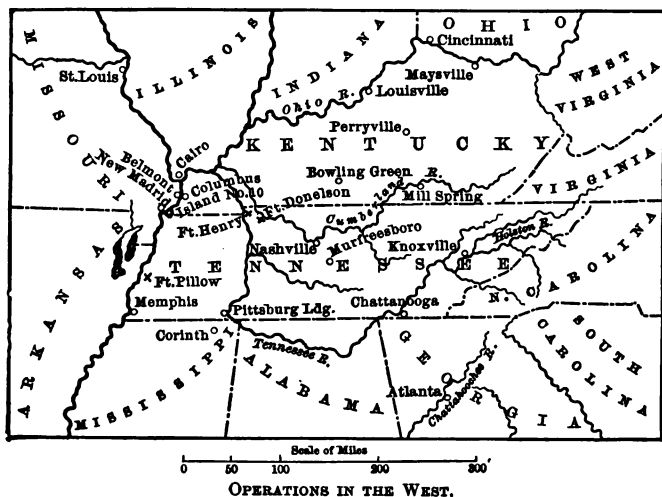 OHIO
Cincinnati
MISSOURI
ILLINOIS
INDIANA
St. Louis
Maysville
WEST VIRGINIA
Ohio R.
Louisville
Perryville
KENTUCKY
Cairo
Belmont
New Madrid
Columbus
Island No. 10
Bowling Green
Cumberland R.
Mill Spring
VIRGINIA
Ft. Henry
Ft. Donelson
Holston R.
Nashville
Murfreesboro
Knoxville
ARKANSAS
TENNESSEE
N. CAROLINA
Ft. Pillow
Memphis
Pittsburg Ldg.
Chattanooga
Corinth
Tennessee R.
SOUTH CAROLINA
MISSISSIPPI
ALABAMA
GEORGIA
Atlanta
Chattahoochee R.
Scale of Miles
0 50 100 200 300
OPERATIONS IN THE WEST.